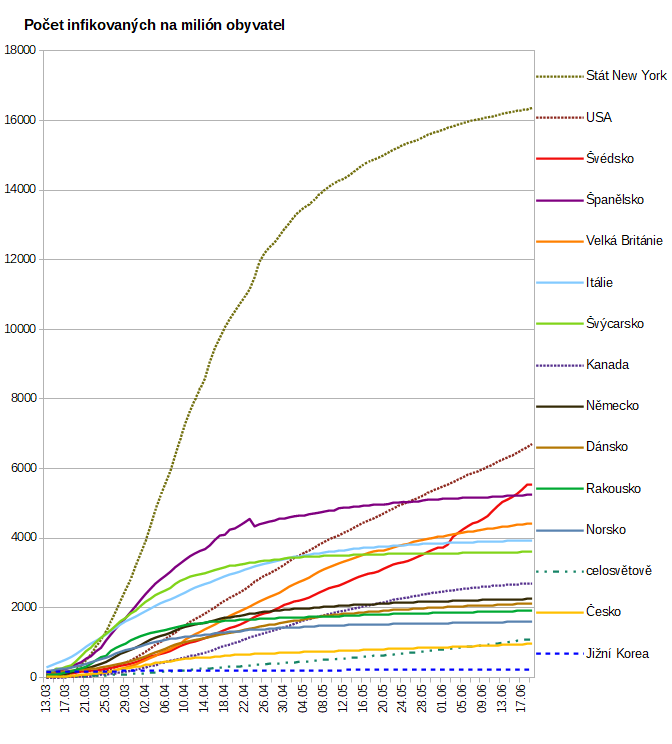 Počet infikovaných na milión obyvatel
18000
16000
14000
12000
10000
8000
6000
4000
2000
0
13.03
17.03
21.03
25.03
29.03
02.04
06.04
10.04
14.04
18.04
22.04
26.04
30.04
04.05
08.05
12.05
16.05
20.05
24.05
28.05
01.06
05.06
09.06
13.06
17.06
Stát New York
USA
Švédsko
Španělsko
Velká Británie
Itálie
Švýcarsko
Kanada
Německo
Dánsko
Rakousko
Norsko
celosvětově
Česko
Jižní Korea